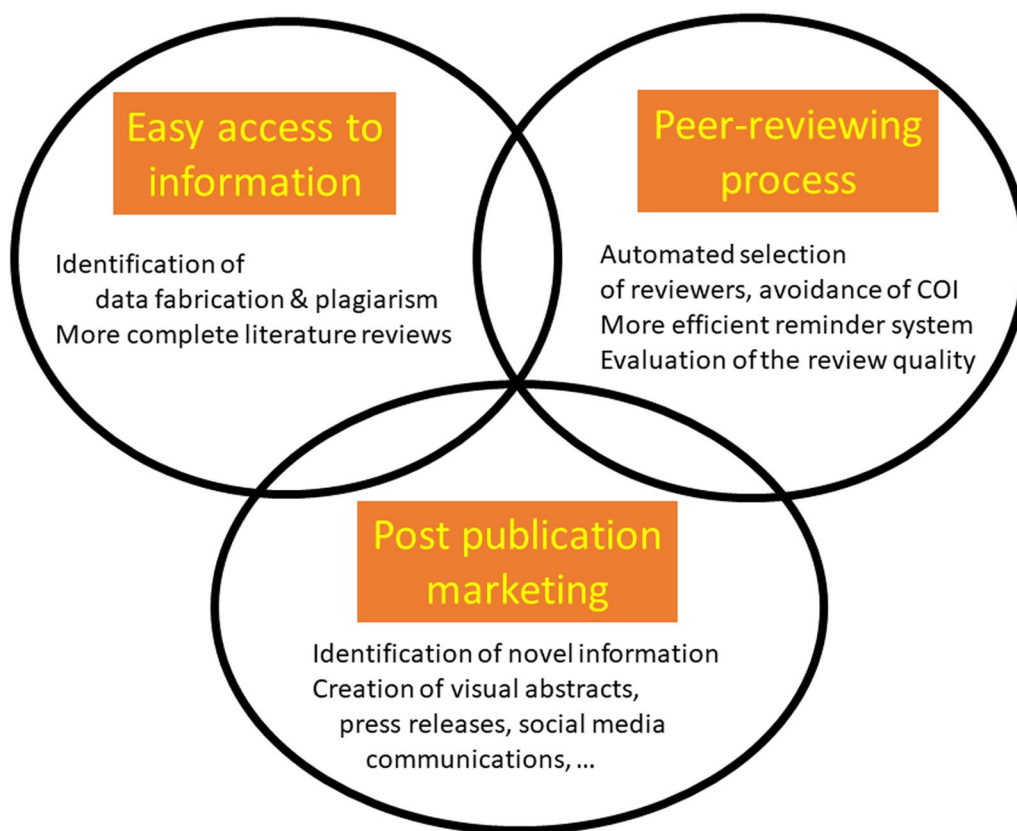 Easy access to
information
Identification of
data fabrication & plagiarism
More complete literature reviews
Peer-reviewing
process
Automated selection
of reviewers, avoidance of COI
More efficient reminder system
Evaluation of the review quality
Post publication
marketing
Identification of novel information
Creation of visual abstracts,
press releases, social media
communications, ...